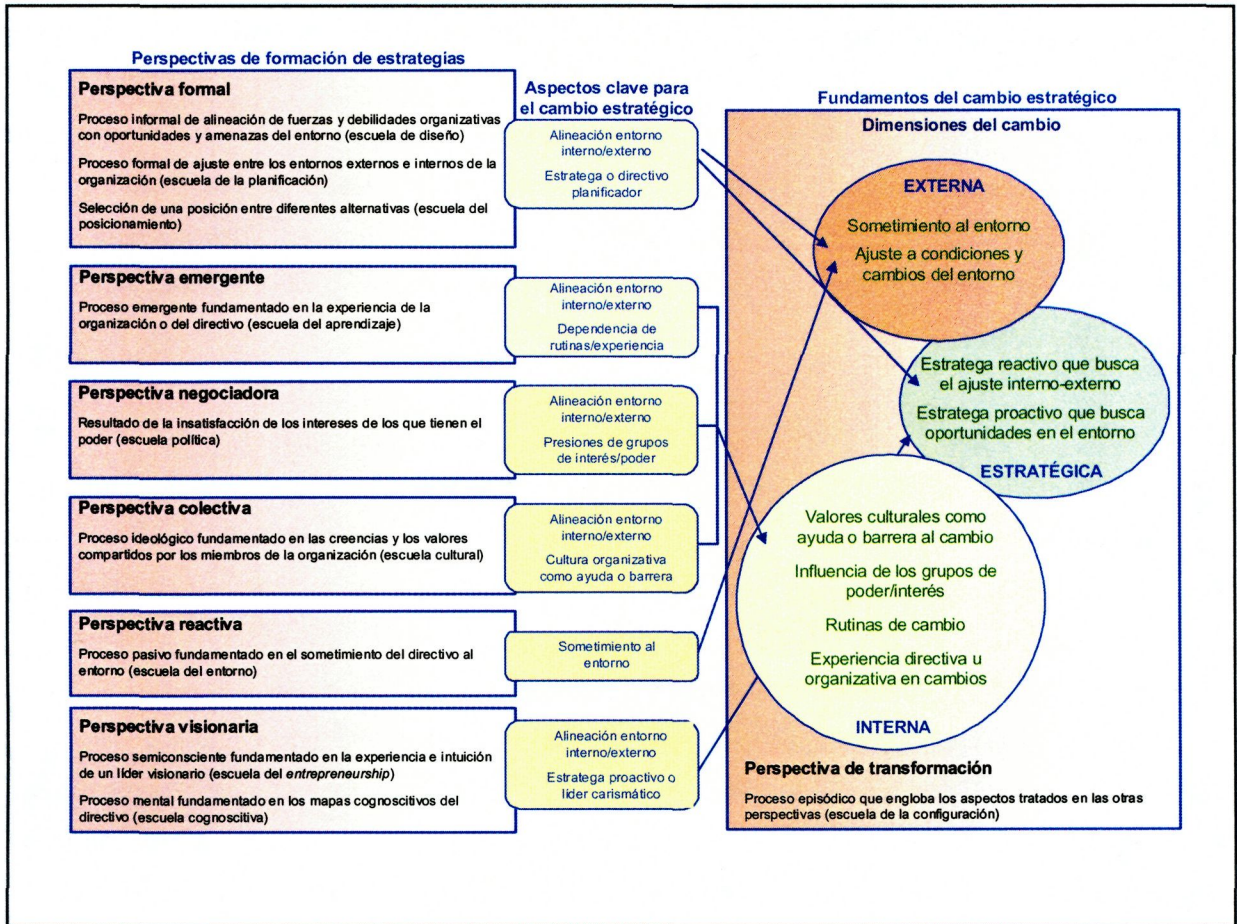 Perspectivas de formación de estrategias
Perspectiva formal
Proceso informal de alineación de fuerzas y debilidades organizativas
con oportunidades y amenazas del entorno (escuela de diseño)
Proceso formal de ajuste entre los entornos externos e internos de la
organización (escuela de la planificación)
Selección de una posición entre diferentes alternativas (escuela del
posicionamiento)
Perspectiva emergente
Proceso emergente fundamentado en la experiencia de la
organización o del directivo (escuela del aprendizaje)
Perspectiva negociadora
Resultado de la insatisfacción de los intereses de los que tienen el
poder (escuela política)
Perspectiva colectiva
Proceso ideológico fundamentado en las creencias y los valores
compartidos por los miembros de la organización (escuela cultural)
Perspectiva reactiva
Proceso pasivo fundamentado en el sometimiento del directivo al
entorno (escuela del entorno)
Perspectiva visionaria
Proceso semiconsciente fundamentado en la experiencia e intuición
de un líder visionario (escuela del entrepreneurship)
Proceso mental fundamentado en los mapas cognoscitivos del
directivo (escuela cognoscitiva)
Aspectos clave para
el cambio estratégico
Alineación entorno
interno/externo
Estratega o directivo
planificador
Alineación entorno
interno/externo
Dependencia de
rutinas/experiencia
Alineación entorno
interno/externo
Presiones de grupos
de interés/poder
Alineación entorno
interno/externo
Cultura organizativa
como ayuda o barrera
Sometimiento al
entorno
Alineación entorno
interno/externo
Estratega proactivo o
líder carismático
Fundamentos del cambio estratégico
Dimensiones del cambio
EXTERNA
Sometimiento al entorno
Ajuste a condiciones y
cambios del entorno
Estratega reactivo que busca
el ajuste interno-externo
Estratega proactivo que busca
oportunidades en el entorno
ESTRATÉGICA
Valores culturales como
ayuda o barrera al cambio
Influencia de los grupos de
poder/interés
Rutinas de cambio
Experiencia directiva u
organizativa en cambios
INTERNA
Perspectiva de transformación
Proceso episódico que engloba los aspectos tratados en las otras
perspectivas (escuela de la configuración)